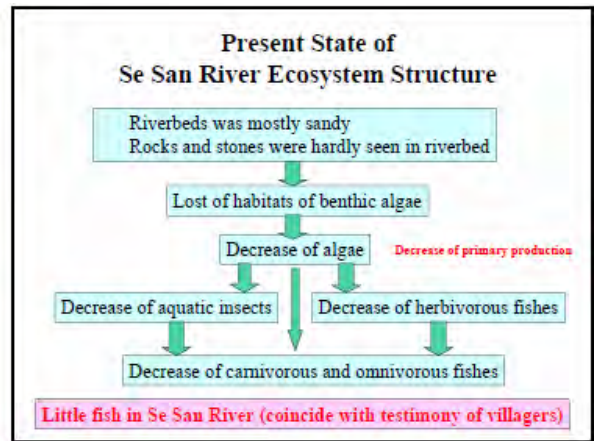 Present State of
Se San River Ecosystem Structure
Riverbeds was mostly sandy
Rocks and stones were hardly seen in riverbed
Lost of habitats of benthic algae
Decrease of algae
Decrease of primary production
Decrease of aquatic insects
Decrease of herbivorous fishes
Decrease of carnivorous and omnivorous fishes
Little fish in Se San River (coincide with testimony of villagers)